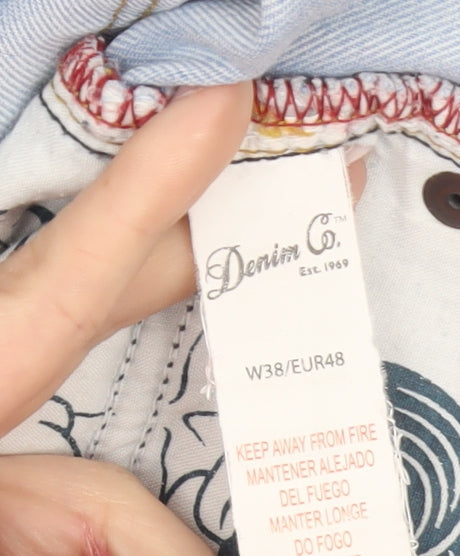 Denim Co.™
Est. 1969
W38/EUR48
KEEP AWAY FROM FIRE
MANTENER ALEJADO
DEL FUEGO
MANTER LONGE
DO FOGO